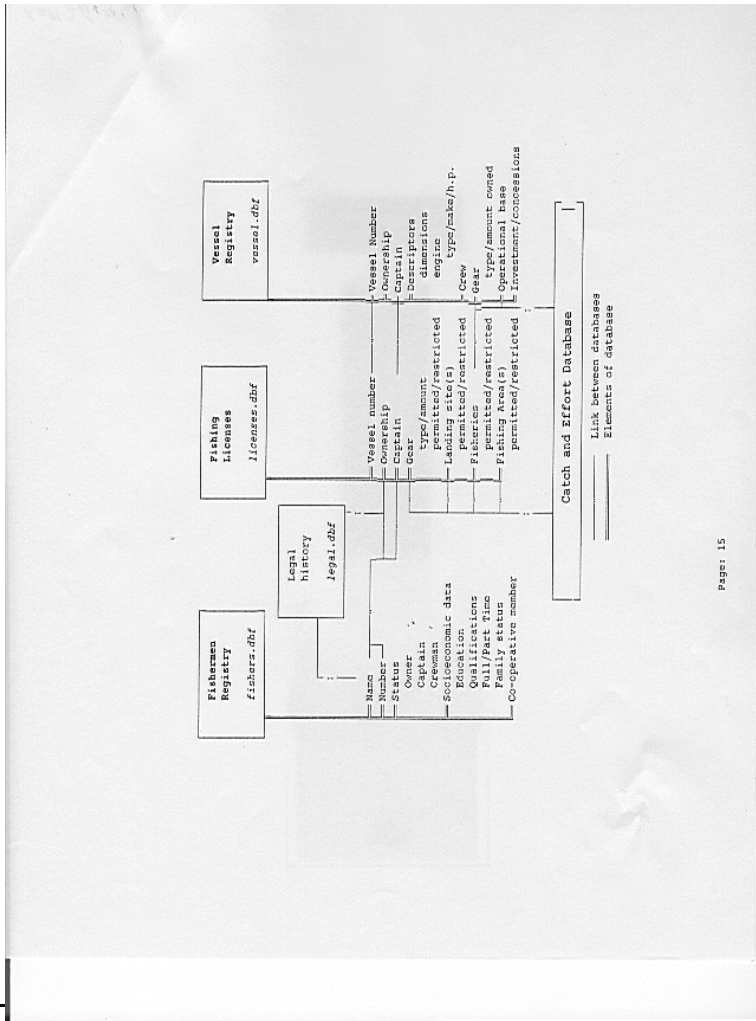 Fishermen
Registry
fishers.dbf
Name
Number
Status
Owner
Captain
Crewman
Socioeconomic data
Education
Qualifications
Full/Part Time
Family status
Co-operative member
Legal
history
legal.dbf
Fishing
Licenses
licenses.dbf
Vessel number
Ownership
Captain
Gear
type/amount
permitted/restricted
Landing site(s)
permitted/restricted
Fisheries
permitted/restricted
Fishing Area(s)
permitted/restricted
Vessel
Registry
vessel.dbf
Vessel Number
Ownership
Captain
Descriptors
dimensions
engine
type/make/h.p.
Crew
Gear
type/amount owned
Operational base
Investment/concessions
Catch and Effort Database
Link between databases
Elements of database
Page: 15